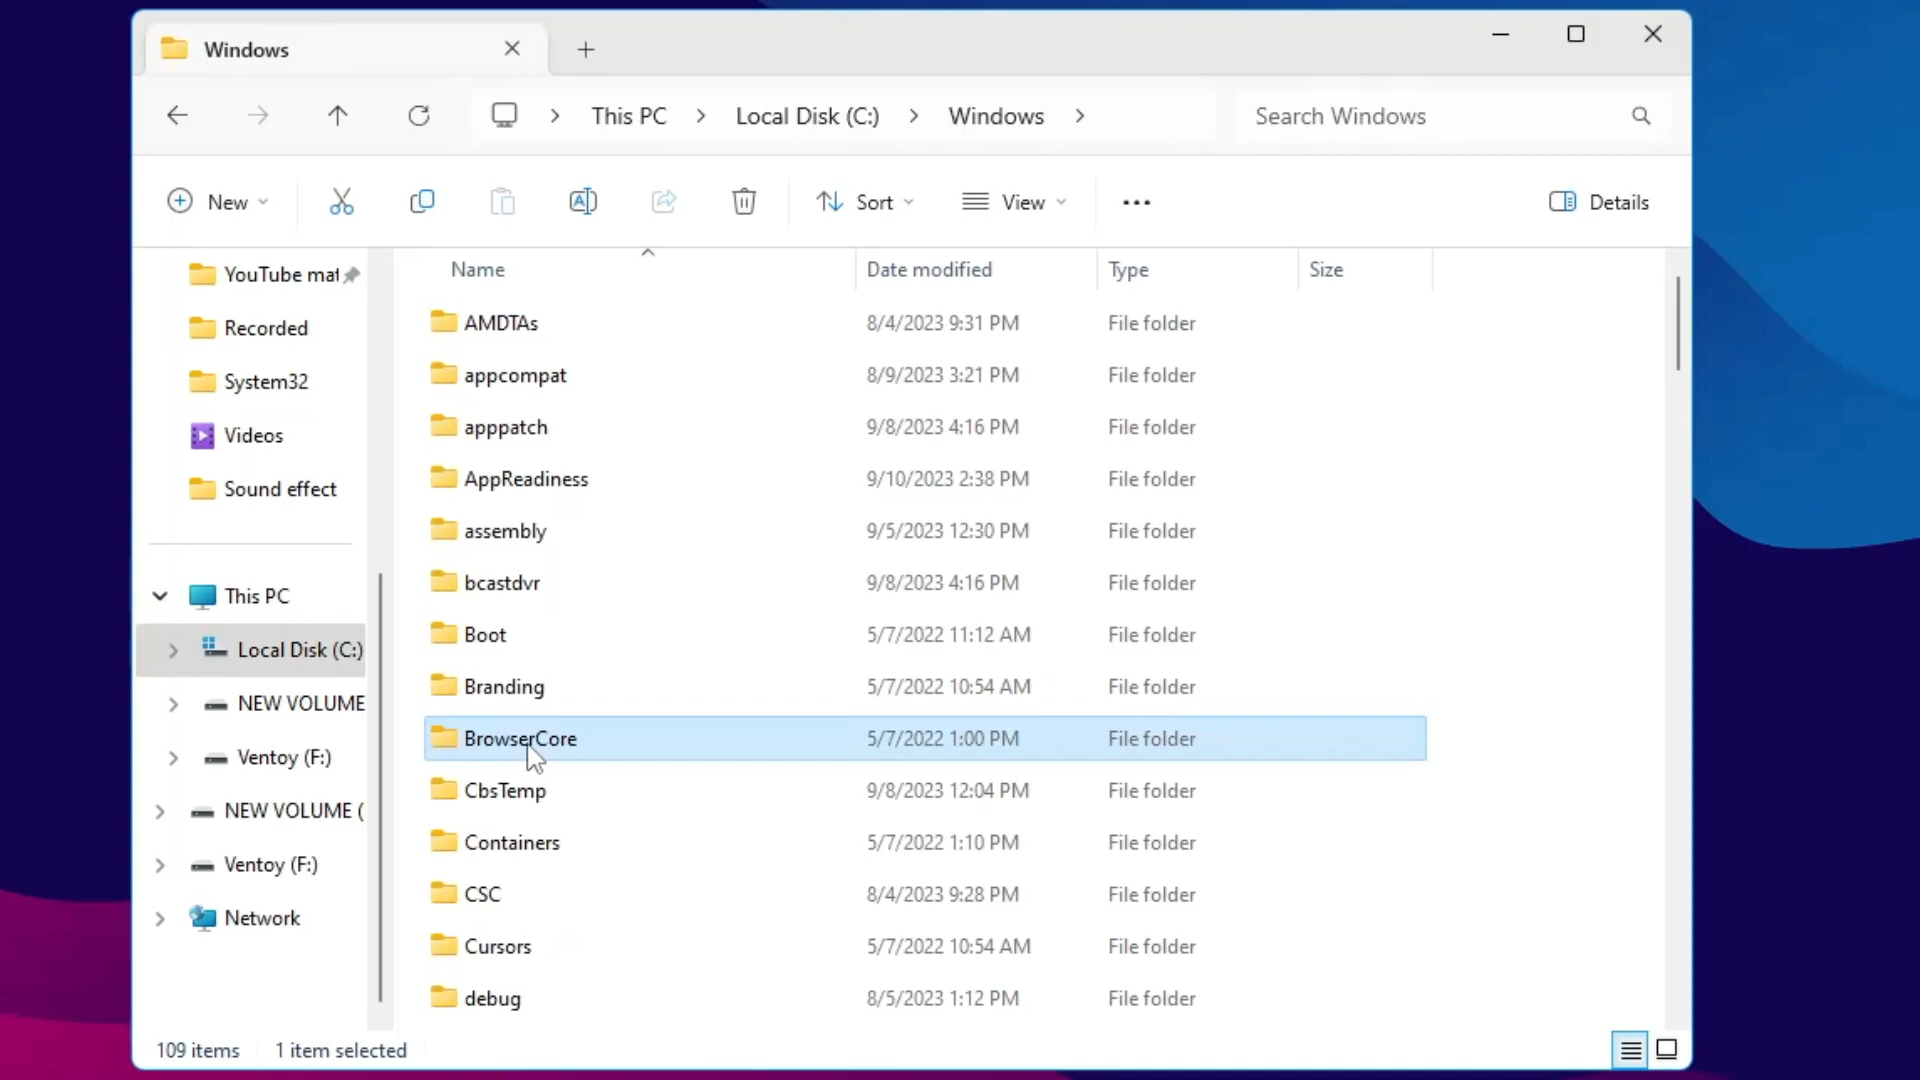 Windows
This PC > Local Disk (C:) > Windows >
Search Windows
New
Sort
View
Details
YouTube mat
Recorded
System32
Videos
Sound effect
This PC
Local Disk (C:)
NEW VOLUME
Ventoy (F:)
NEW VOLUME (
Ventoy (F:)
Network
Name Date modified Type Size
AMDTAs 8/4/2023 9:31 PM File folder
appcompat 8/9/2023 3:21 PM File folder
apppatch 9/8/2023 4:16 PM File folder
AppReadiness 9/10/2023 2:38 PM File folder
assembly 9/5/2023 12:30 PM File folder
bcastdvr 9/8/2023 4:16 PM File folder
Boot 5/7/2022 11:12 AM File folder
Branding 5/7/2022 10:54 AM File folder
BrowserCore 5/7/2022 1:00 PM File folder
CbsTemp 9/8/2023 12:04 PM File folder
Containers 5/7/2022 1:10 PM File folder
CSC 8/4/2023 9:28 PM File folder
Cursors 5/7/2022 10:54 AM File folder
debug 8/5/2023 1:12 PM File folder
109 items 1 item selected